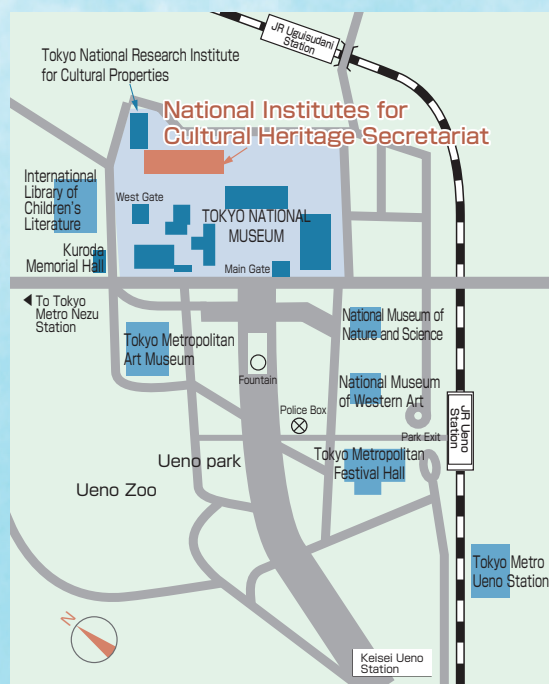 JR Uguisudani
Station
Tokyo National Research Institute
for Cultural Properties
National Institutes for
Cultural Heritage Secretariat
International
Library of
Children's
Literature
West Gate
TOKYO NATIONAL
MUSEUM
Kuroda
Memorial Hall
Main Gate
To Tokyo
Metro Nezu
Station
Tokyo Metropolitan
Art Museum
National Museum of
Nature and Science
Fountain
National Museum
of Western Art
Police Box
JR Ueno
Station
Park Exit
Ueno park
Tokyo Metropolitan
Festival Hall
Ueno Zoo
Tokyo Metro
Ueno Station
N
Keisei Ueno
Station